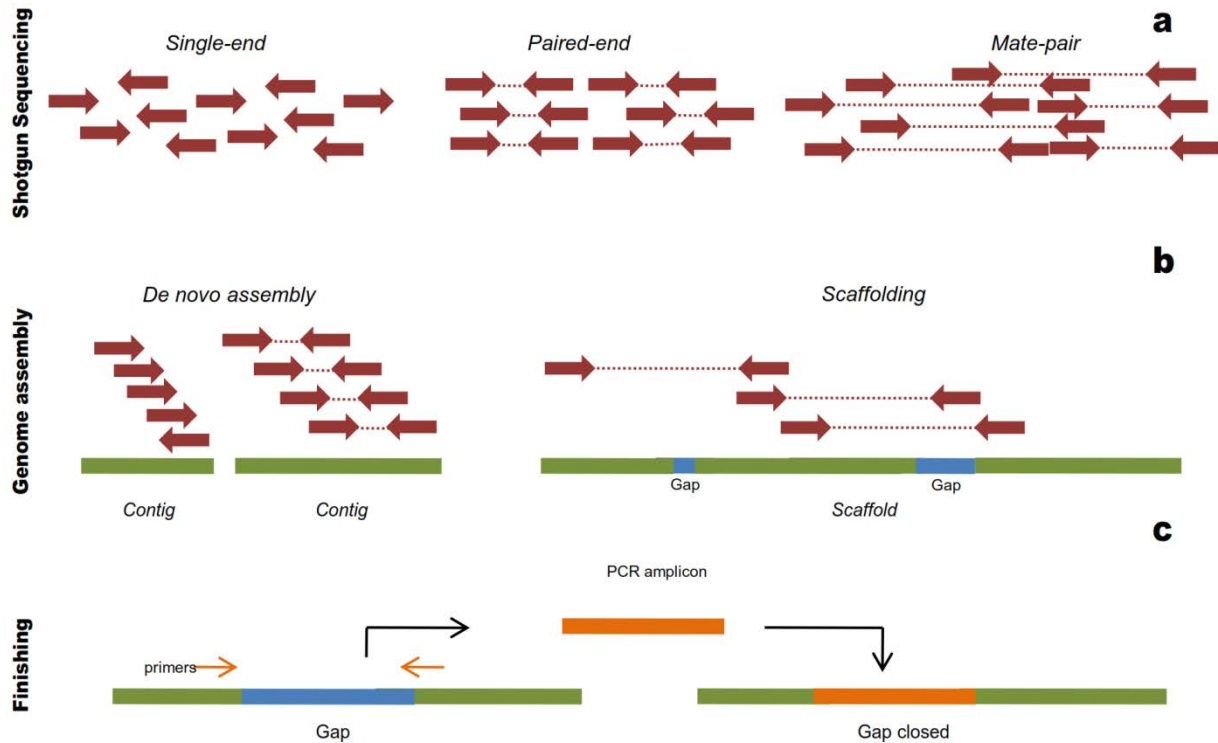 a
Shotgun Sequencing
Single-end
Paired-end
Mate-pair
b
Genome assembly
De novo assembly
Scaffolding
Gap
Gap
Contig
Contig
Scaffold
c
Finishing
PCR amplicon
primers
Gap
Gap closed